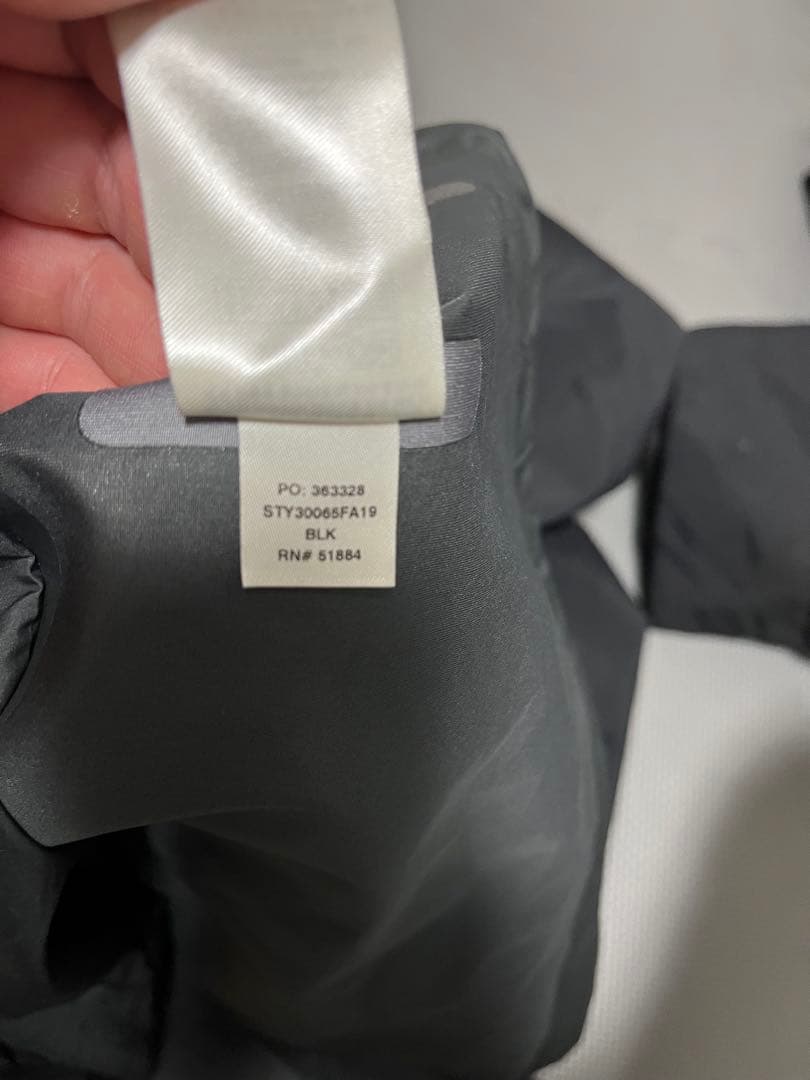 PO: 363328
STY30065FA19
BLK
RN# 51884